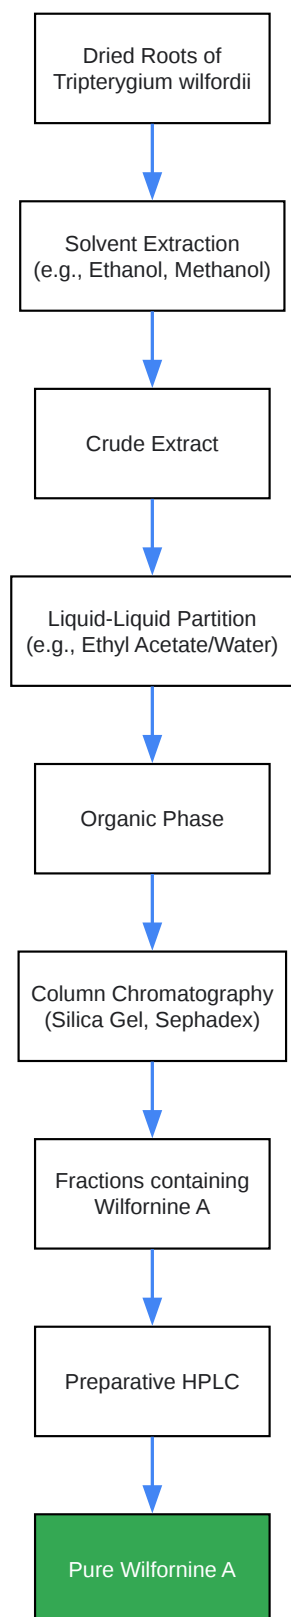 Dried Roots of
Tripterygium wilfordii
Solvent Extraction
(e.g., Ethanol, Methanol)
Crude Extract
Liquid-Liquid Partition
(e.g., Ethyl Acetate/Water)
Organic Phase
Column Chromatography
(Silica Gel, Sephadex)
Fractions containing
Wilfornine A
Preparative HPLC
Pure Wilfornine A